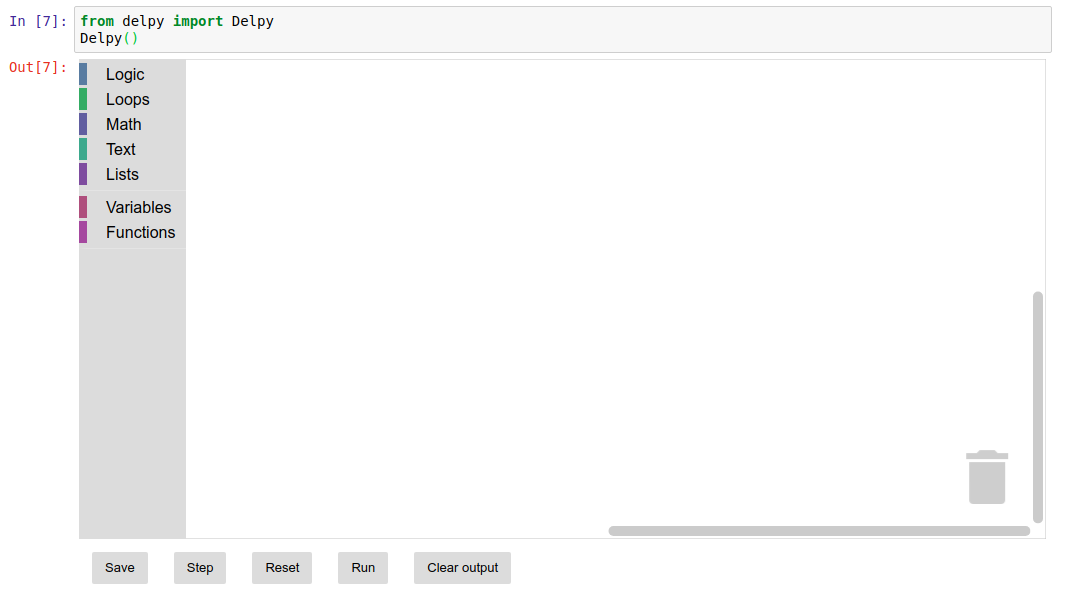 In [7]: from delpy import Delpy
Delpy()
Out[7]:
Logic
Loops
Math
Text
Lists
Variables
Functions
Save Step Reset Run Clear output